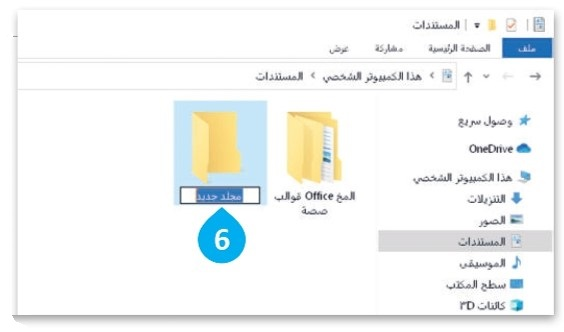 المستندات
ملف الصفحة الرئيسية مشاركة عرض
هذا الكمبيوتر الشخصي > المستندات
وصول سريع
OneDrive
هذا الكمبيوتر الشخصي
التنزيلات
الصور
المستندات
الموسيقى
سطح المكتب
كائنات ٣D
قوالب Office المخ
صصة
مجلد جديد
6